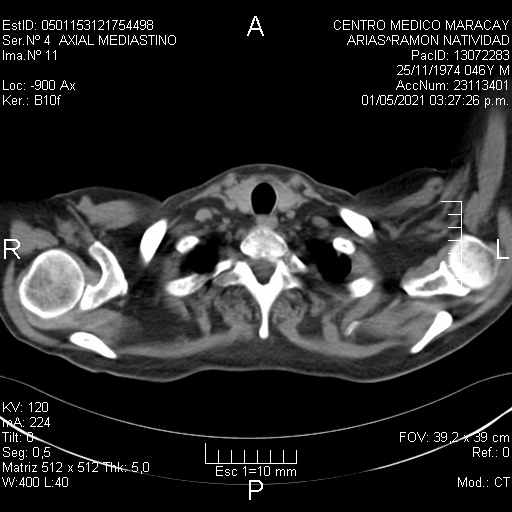 EstID: 0501153121754498
Ser.Nº 4 AXIAL MEDIASTINO
Ima.Nº 11
Loc: -900 Ax
Ker.: B10f
A
CENTRO MEDICO MARACAY
ARIAS^RAMON NATIVIDAD
PacID: 13072283
25/11/1974 046Y M
AccNum: 23113401
01/05/2021 03:27:26 p.m.
R
L
KV: 120
mA: 224
Tilt: 0
Seg: 0,5
Matriz 512 x 512 Thk: 5,0
W:400 L:40
Esc 1=10 mm
P
FOV: 39,2 x 39 cm
Ref.: 0
Mod.: CT